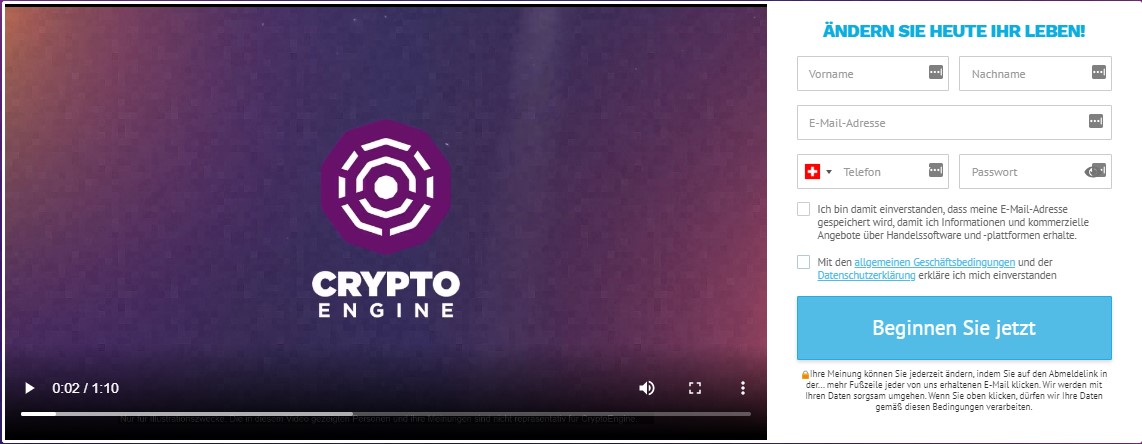 ÄNDERN SIE HEUTE IHR LEBEN!
Vorname
Nachname
E-Mail-Adresse
Telefon
Passwort
Ich bin damit einverstanden, dass meine E-Mail-Adresse
gespeichert wird, damit ich Informationen und kommerzielle
Angebote über Handelssoftware und -plattformen erhalte.
Mit den allgemeinen Geschäftsbedingungen und der
Datenschutzerklärung erkläre ich mich einverstanden
Beginnen Sie jetzt
Ihre Meinung können Sie jederzeit ändern, indem Sie auf den Abmeldelink in
der... mehr Fußzeile jeder von uns erhaltenen E-Mail klicken. Wir werden mit
Ihren Daten sorgsam umgehen. Wenn Sie oben klicken, dürfen wir Ihre Daten
gemäß diesen Bedingungen verarbeiten.
CRYPTO
ENGINE
0:02 / 1:10
Nur für Illustrationszwecke. Die in diesem Video gezeigten Personen und ihre Meinungen sind nicht repräsentativ für CryptoEngine.